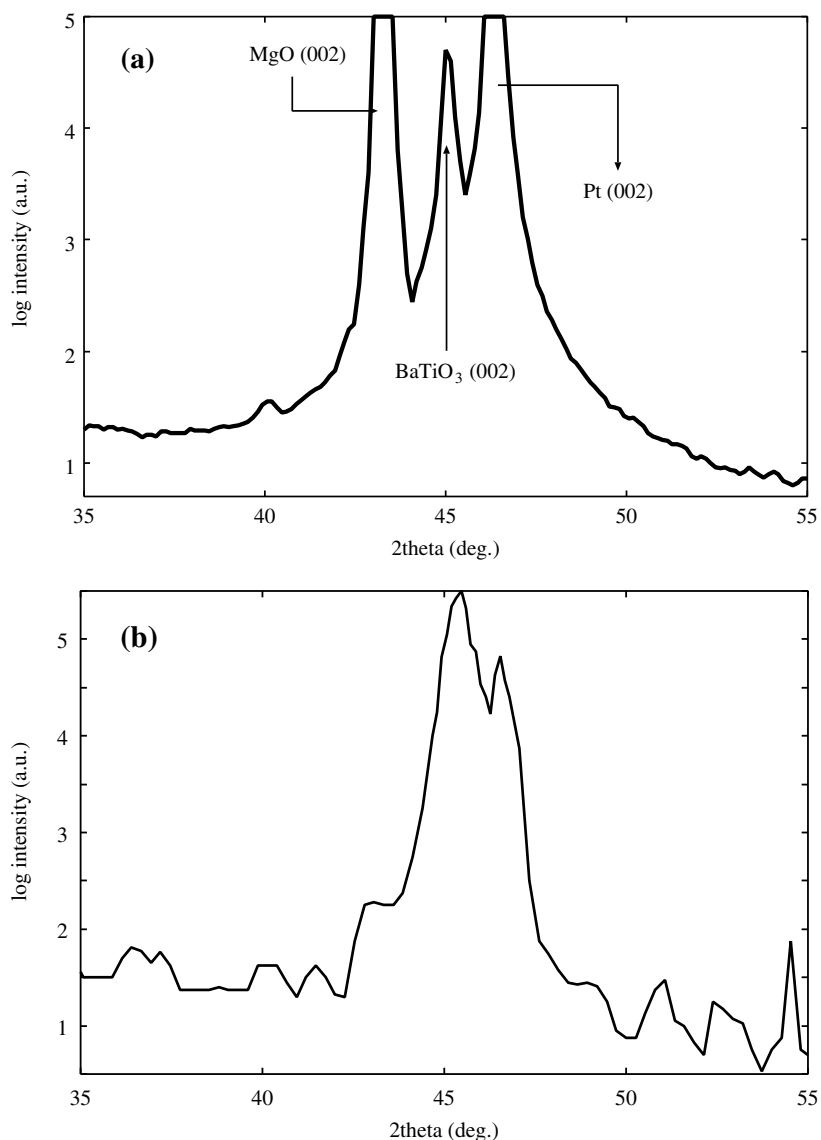 5
(a)
MgO (002)
4
Pt (002)
3
log intensity (a.u.)
2
BaTiO₃ (002)
1
35 40 45 50 55
2theta (deg.)
(b)
5
4
log intensity (a.u.)
3
2
1
35 40 45 50 55
2theta (deg.)